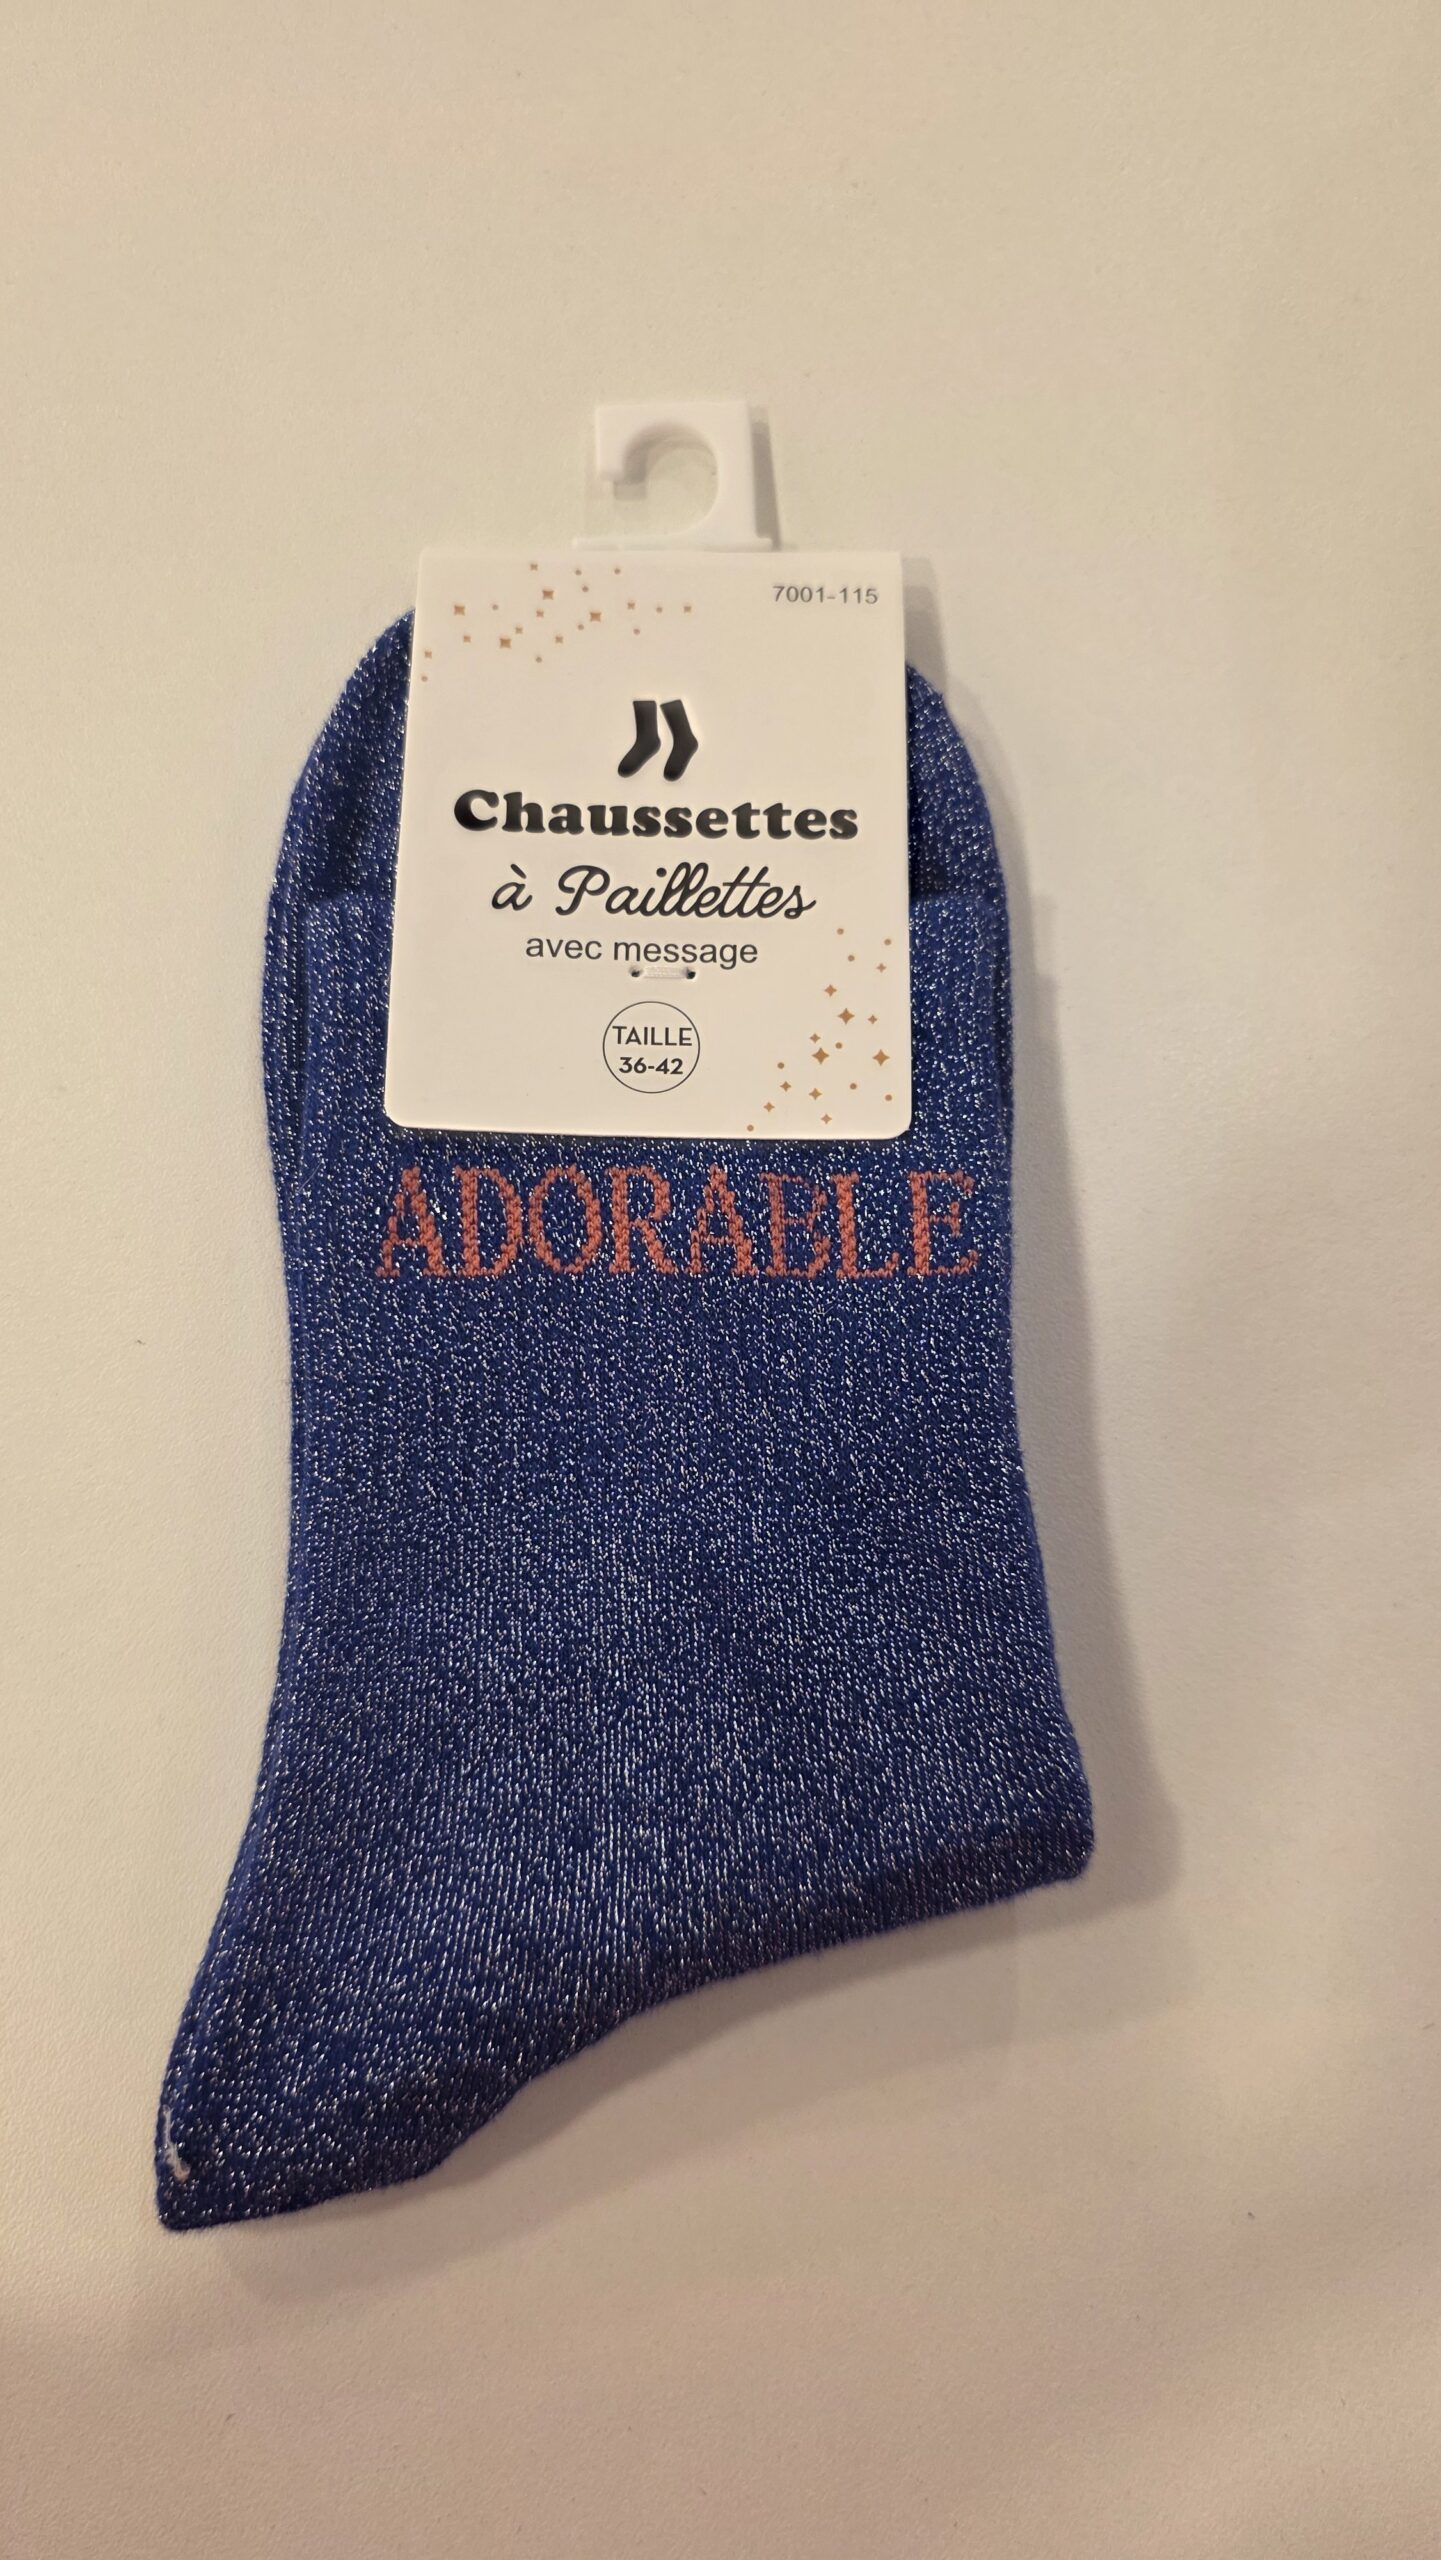 7001-115
Chaussettes
à Paillettes
avec message
TAILLE
36-42
ADORABLE